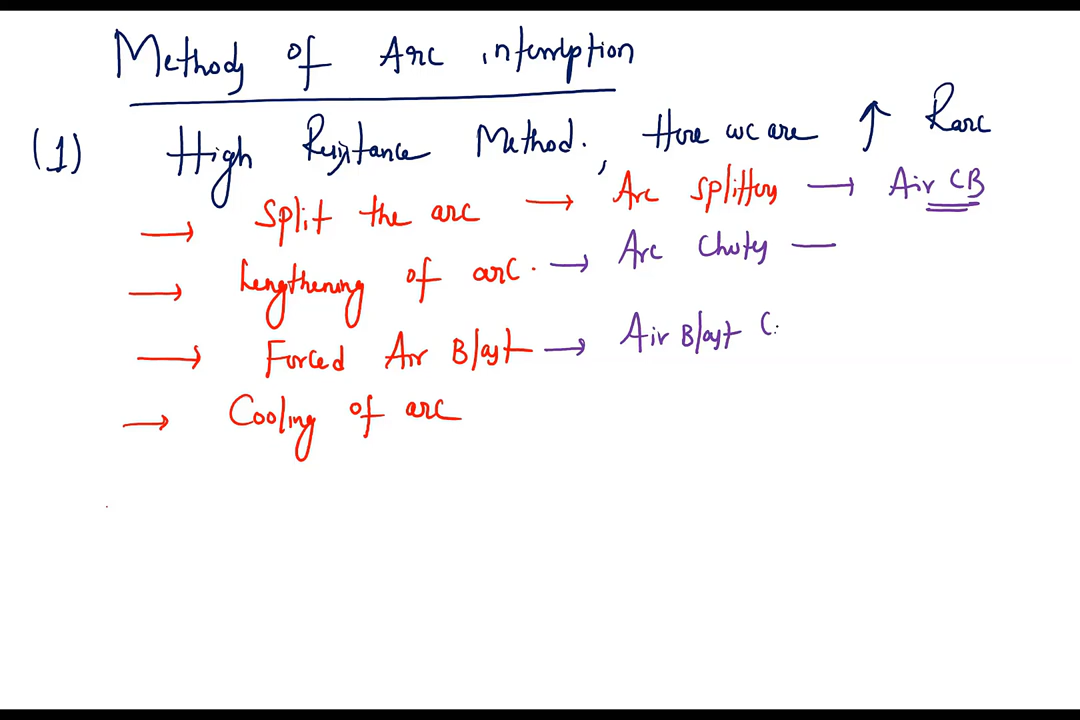 Methods of Arc interruption
(1) High Resistance Method. , Here we are ↑ Rarc
→ Split the arc → Arc Splitters → Air CB
→ Lengthening of arc. → Arc Chutes —
→ Forced Air Blast → Air Blast C
→ Cooling of arc